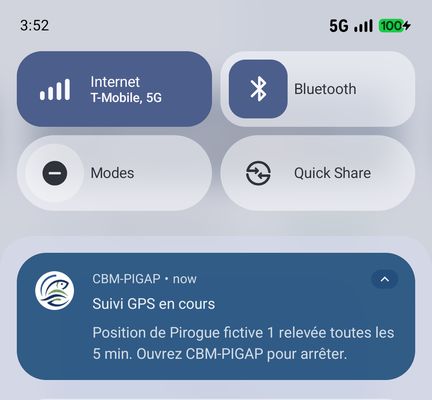 3:52
5G
100
Internet
T-Mobile, 5G
Bluetooth
Modes
Quick Share
CBM-PIGAP • now
Suivi GPS en cours
Position de Pirogue fictive 1 relevée toutes les
5 min. Ouvrez CBM-PIGAP pour arrêter.